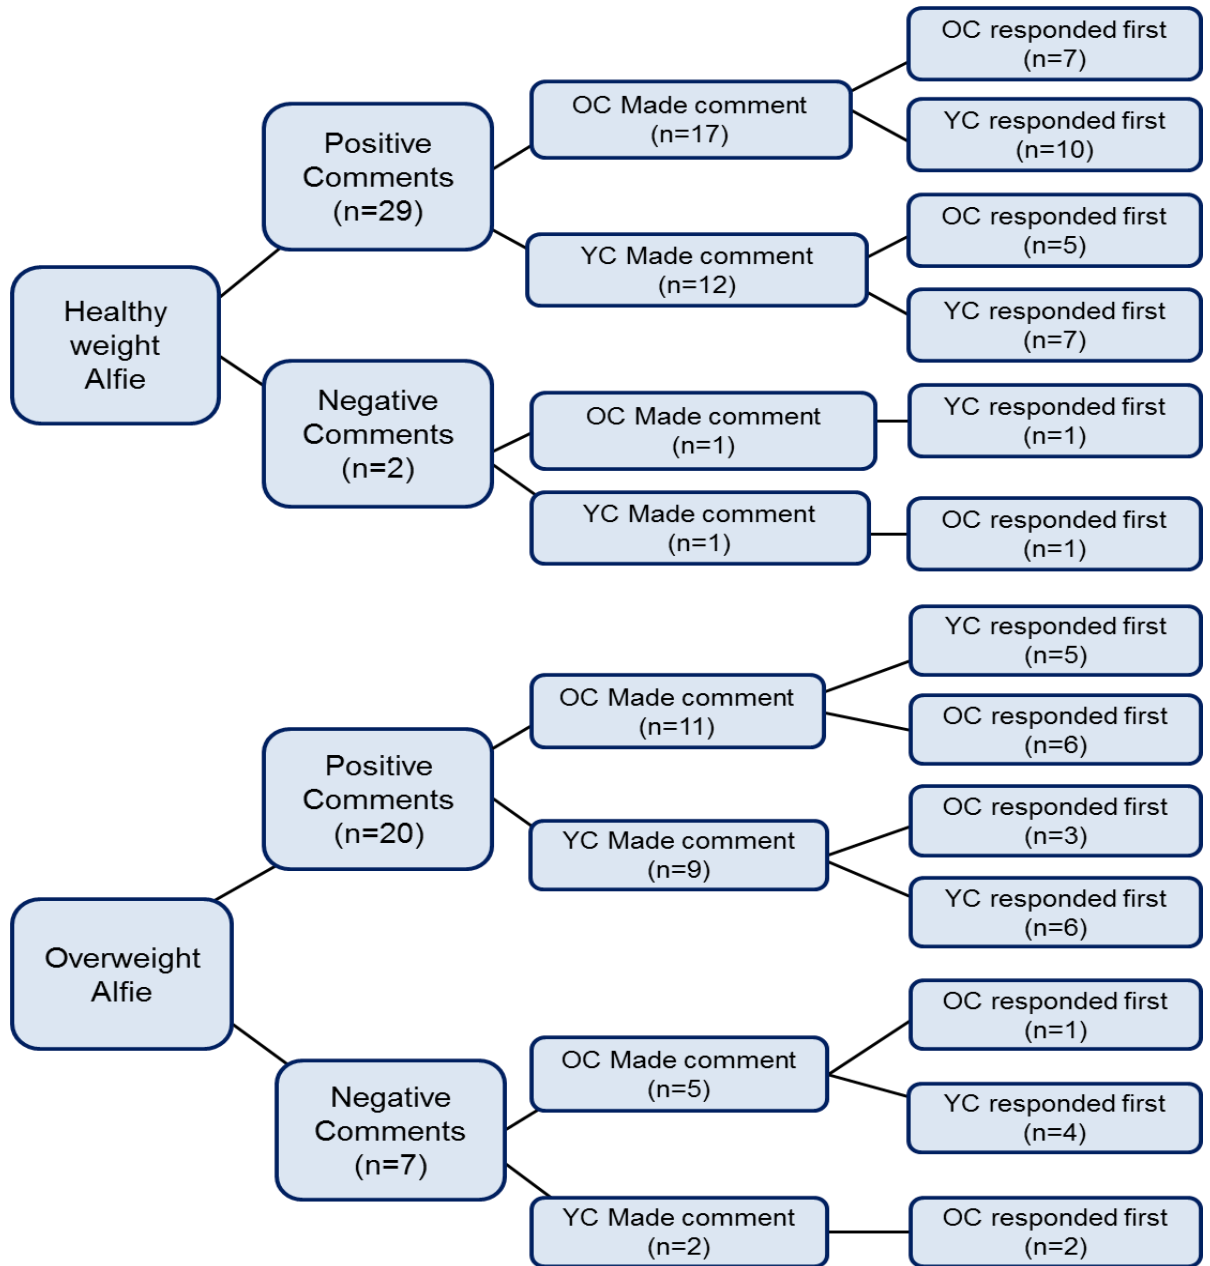 Healthy
weight
Alfie
Positive
Comments
(n=29)
OC Made comment
(n=17)
OC responded first
(n=7)
YC responded first
(n=10)
YC Made comment
(n=12)
OC responded first
(n=5)
YC responded first
(n=7)
Negative
Comments
(n=2)
OC Made comment
(n=1)
YC responded first
(n=1)
YC Made comment
(n=1)
OC responded first
(n=1)
Overweight
Alfie
Positive
Comments
(n=20)
OC Made comment
(n=11)
YC responded first
(n=5)
OC responded first
(n=6)
YC Made comment
(n=9)
OC responded first
(n=3)
YC responded first
(n=6)
Negative
Comments
(n=7)
OC Made comment
(n=5)
OC responded first
(n=1)
YC responded first
(n=4)
YC Made comment
(n=2)
OC responded first
(n=2)